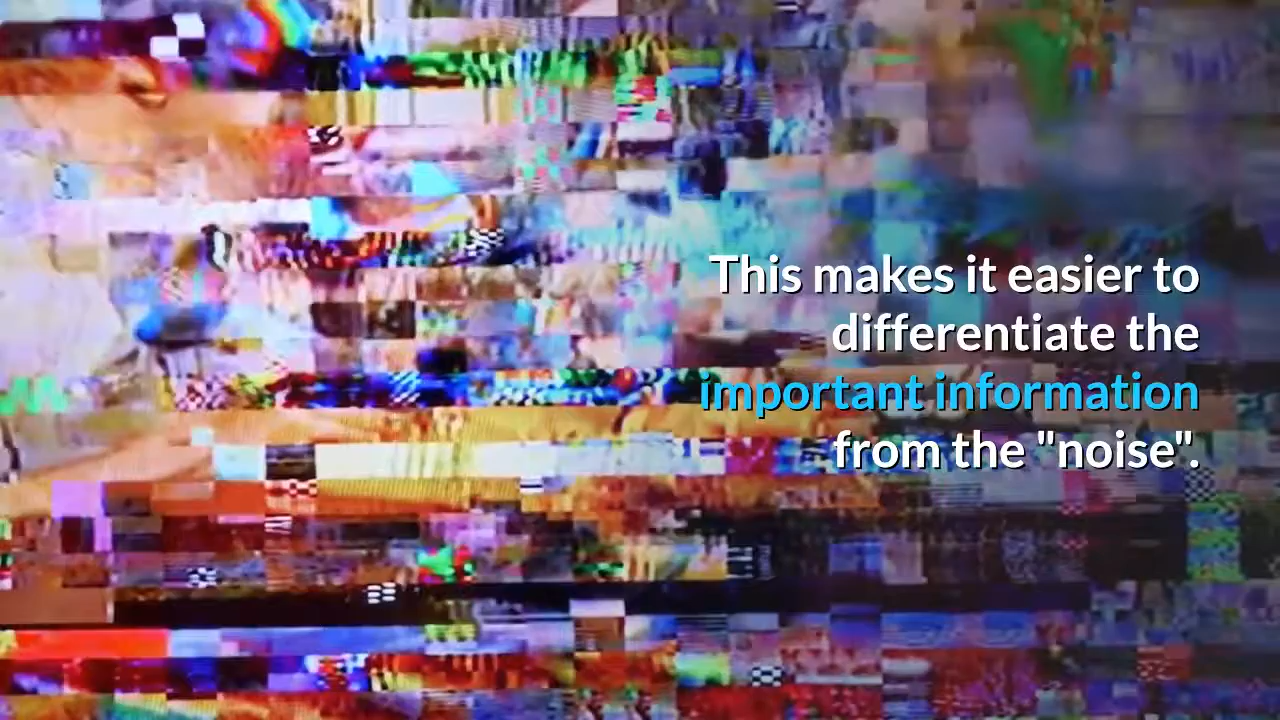 This makes it easier to
differentiate the
important information
from the "noise".